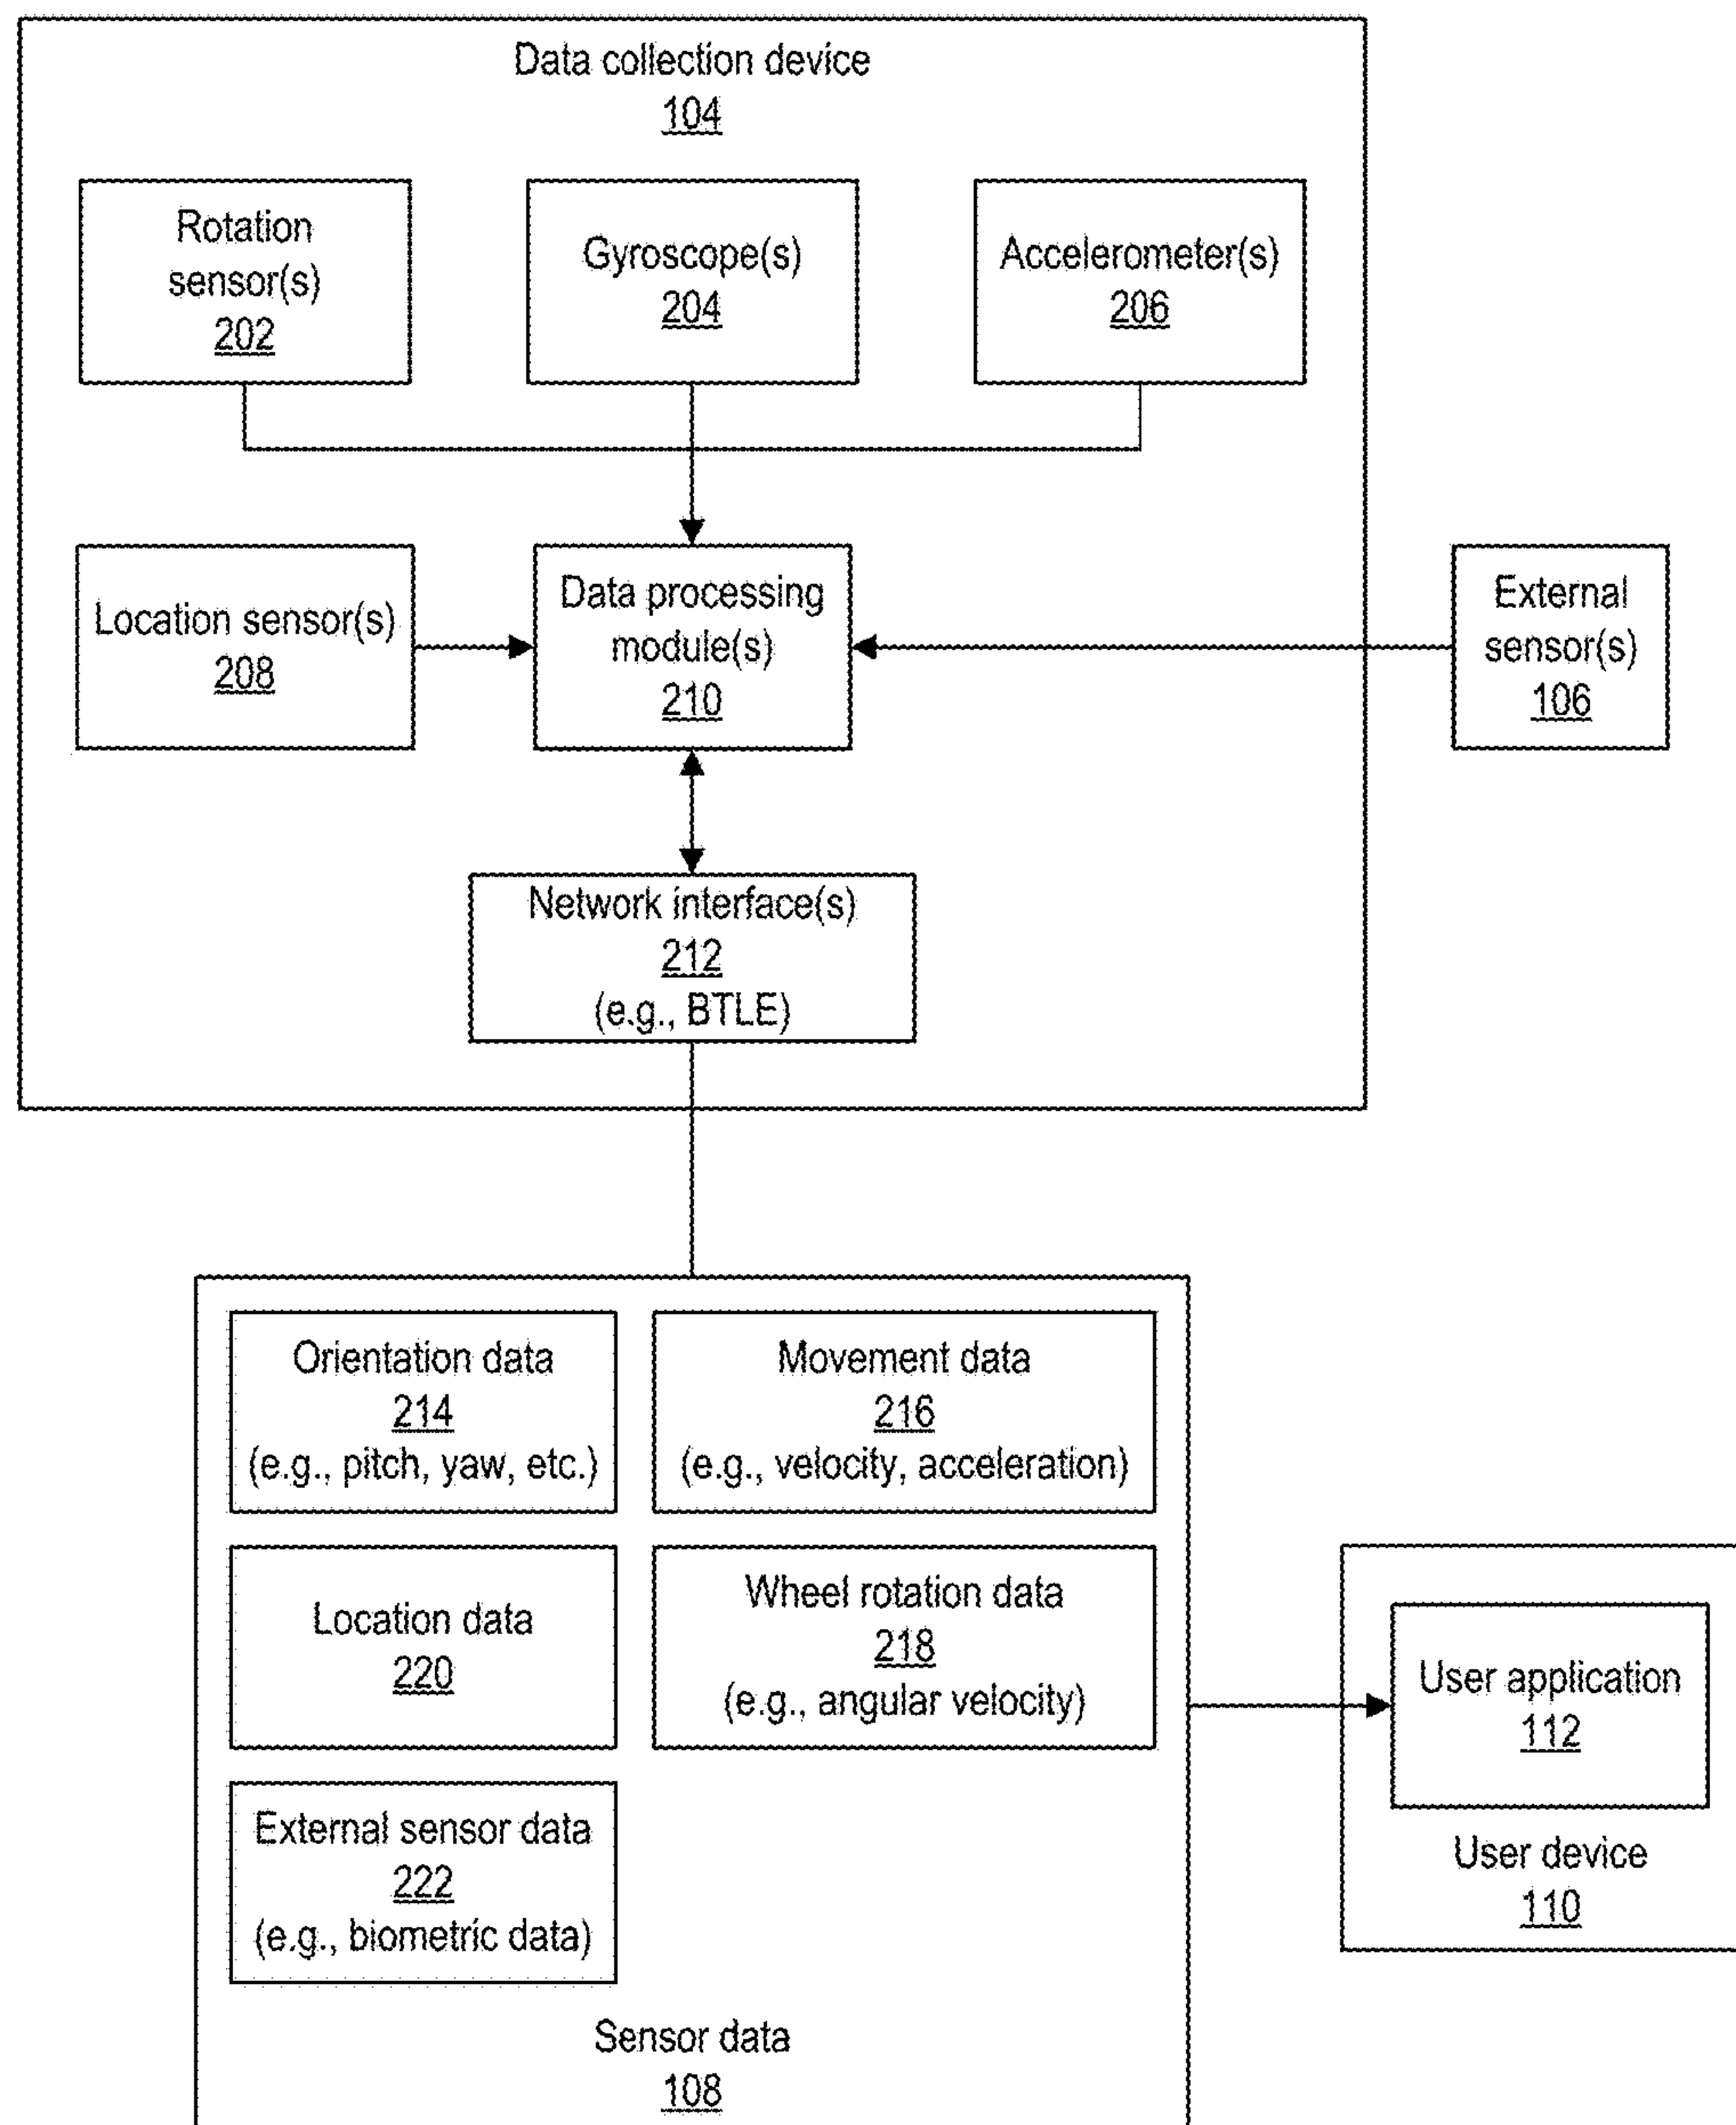 Data collection device
104
Rotation
sensor(s)
202
Gyroscope(s)
204
Accelerometer(s)
206
Location sensor(s)
208
Data processing
module(s)
210
External
sensor(s)
106
Network interface(s)
212
(e.g., BTLE)
Orientation data
214
(e.g., pitch, yaw, etc.)
Movement data
216
(e.g., velocity, acceleration)
Location data
220
Wheel rotation data
218
(e.g., angular velocity)
External sensor data
222
(e.g., biometric data)
Sensor data
108
User application
112
User device
110